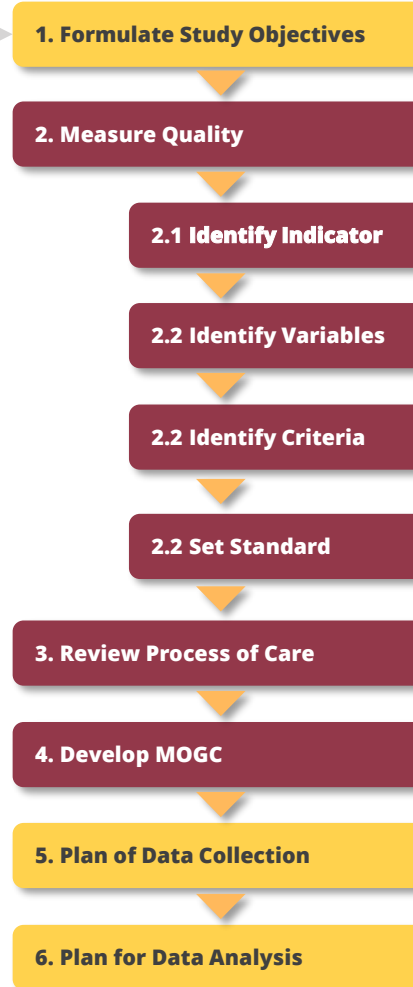 1. Formulate Study Objectives
2. Measure Quality
2.1 Identify Indicator
2.2 Identify Variables
2.2 Identify Criteria
2.2 Set Standard
3. Review Process of Care
4. Develop MOGC
5. Plan of Data Collection
6. Plan for Data Analysis